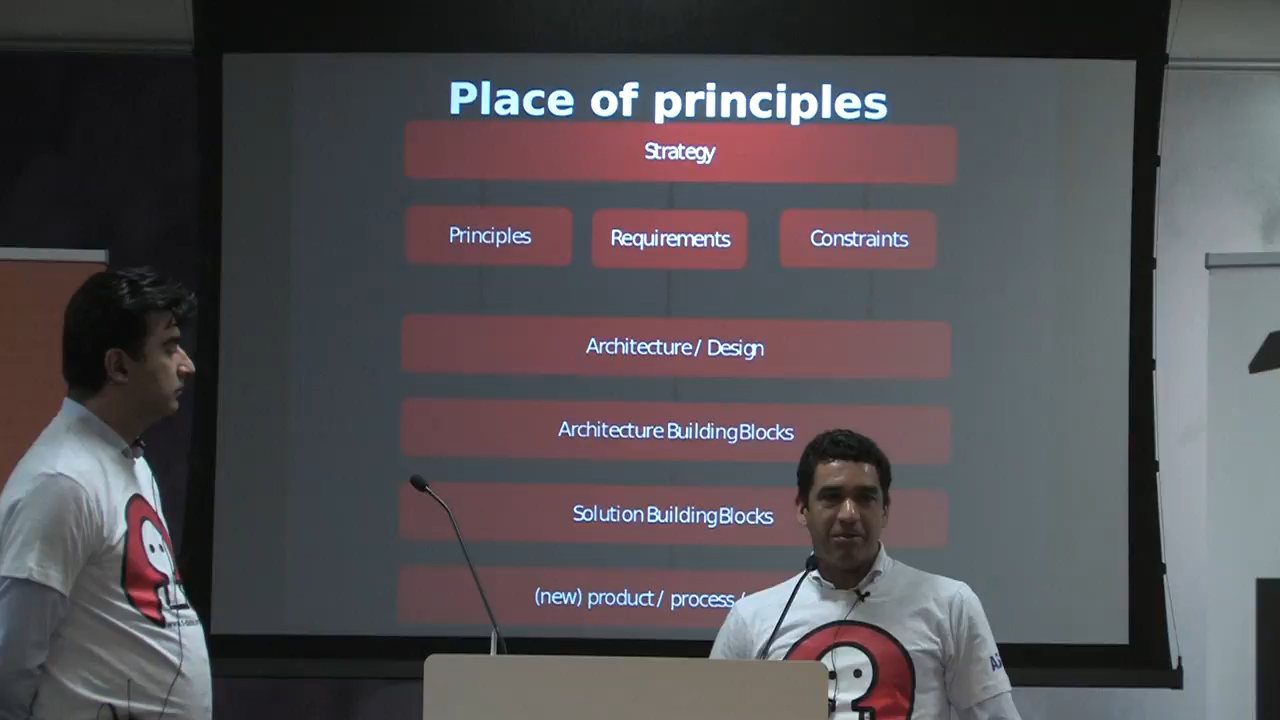 Place of principles
Strategy
Principles Requirements Constraints
Architecture / Design
Architecture Building Blocks
Solution Building Blocks
(new) product / process /